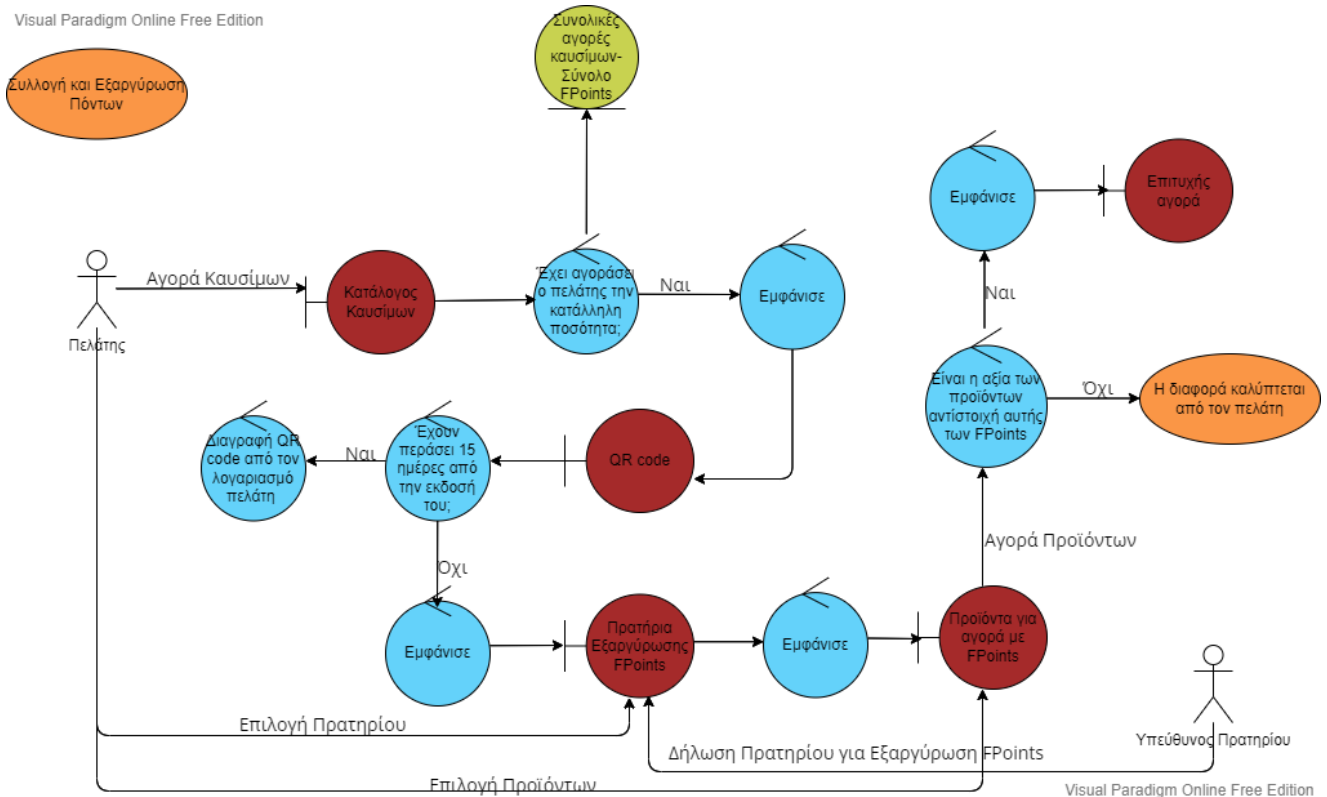 Visual Paradigm Online Free Edition
Συλλογή και Εξαργύρωση
Πόντων
Συνολικές
αγορές
καυσίμων-
Σύνολο
FPoints
Εμφάνισε
Επιτυχής
αγορά
Πελάτης
Αγορά Καυσίμων
Κατάλογος
Καυσίμων
Έχει αγοράσει
ο πελάτης την
κατάλληλη
ποσότητα;
Ναι
Εμφάνισε
Ναι
Είναι η αξία των
προϊόντων
αντίστοιχή αυτής
των FPoints
Όχι
Η διαφορά καλύπτεται
από τον πελάτη
Διαγραφή QR
code από τον
λογαριασμό
πελάτη
Ναι
Έχουν
περάσει 15
ημέρες από
την εκδοσή
του;
QR code
Όχι
Αγορά Προϊόντων
Εμφάνισε
Πρατήρια
Εξαργύρωσης
FPoints
Εμφάνισε
Προϊόντα για
αγορά με
FPoints
Επιλογή Πρατηρίου
Δήλωση Πρατηρίου για Εξαργύρωση FPoints
Υπεύθυνος Πρατηρίου
Επιλογή Προϊόντων
Visual Paradigm Online Free Edition